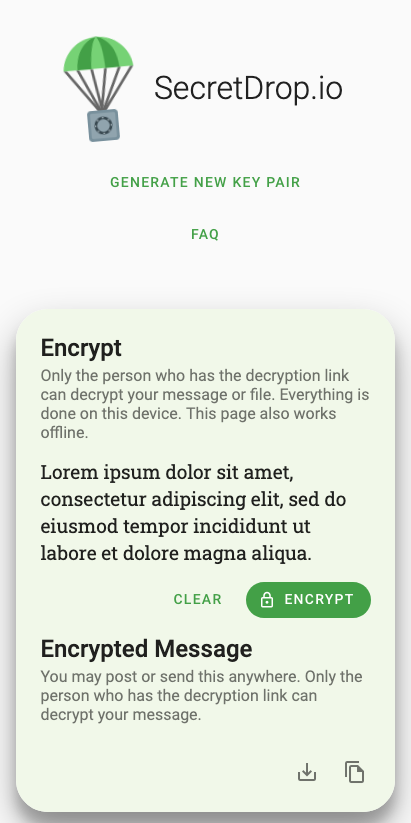 SecretDrop.io
GENERATE NEW KEY PAIR
FAQ
Encrypt
Only the person who has the decryption link
can decrypt your message or file. Everything is
done on this device. This page also works
offline.
Lorem ipsum dolor sit amet,
consectetur adipiscing elit, sed do
eiusmod tempor incididunt ut
labore et dolore magna aliqua.
CLEAR
ENCRYPT
Encrypted Message
You may post or send this anywhere. Only the
person who has the decryption link can
decrypt your message.